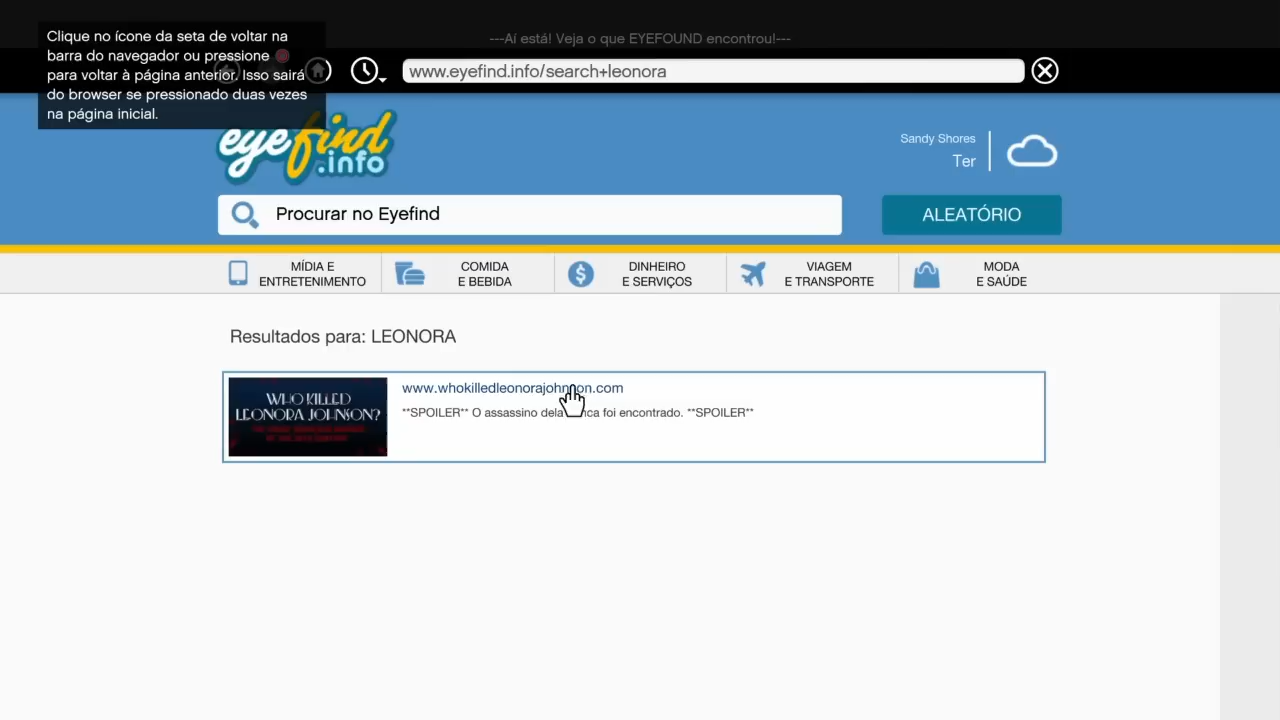 Clique no ícone da seta de voltar na
barra do navegador ou pressione
para voltar à página anterior. Isso sairá
do browser se pressionado duas vezes
na página inicial.
---Aí está! Veja o que EYEFOUND encontrou!---
www.eyefind.info/search+leonora
eyefind
.info
Sandy Shores
Ter
Procurar no Eyefind
ALEATÓRIO
MÍDIA E
ENTRETENIMENTO
COMIDA
E BEBIDA
DINHEIRO
E SERVIÇOS
VIAGEM
E TRANSPORTE
MODA
E SAÚDE
Resultados para: LEONORA
WHO KILLED
LEONORA JOHNSON?
www.whokilledleonorajohnson.com
**SPOILER** O assassino dela nunca foi encontrado. **SPOILER**